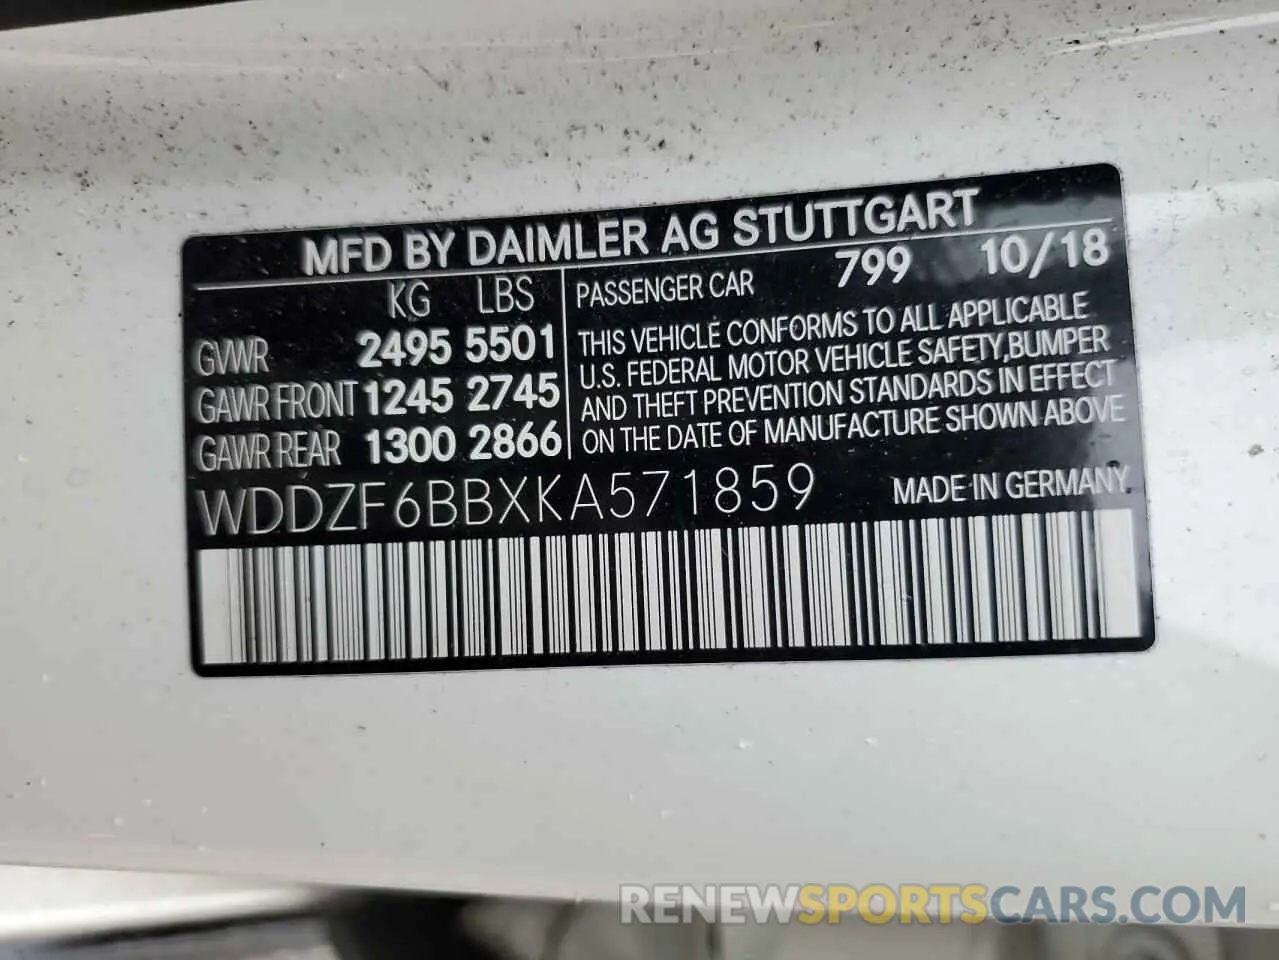 MFD BY DAIMLER AG STUTTGART
KG LBS
PASSENGER CAR 799 10/18
GVWR 2495 5501
GAWR FRONT 1245 2745
GAWR REAR 1300 2866
THIS VEHICLE CONFORMS TO ALL APPLICABLE
U.S. FEDERAL MOTOR VEHICLE SAFETY,BUMPER
AND THEFT PREVENTION STANDARDS IN EFFECT
ON THE DATE OF MANUFACTURE SHOWN ABOVE
WDDZF6BBXKA571859 MADE IN GERMANY
RENEWSPORTSCARS.COM